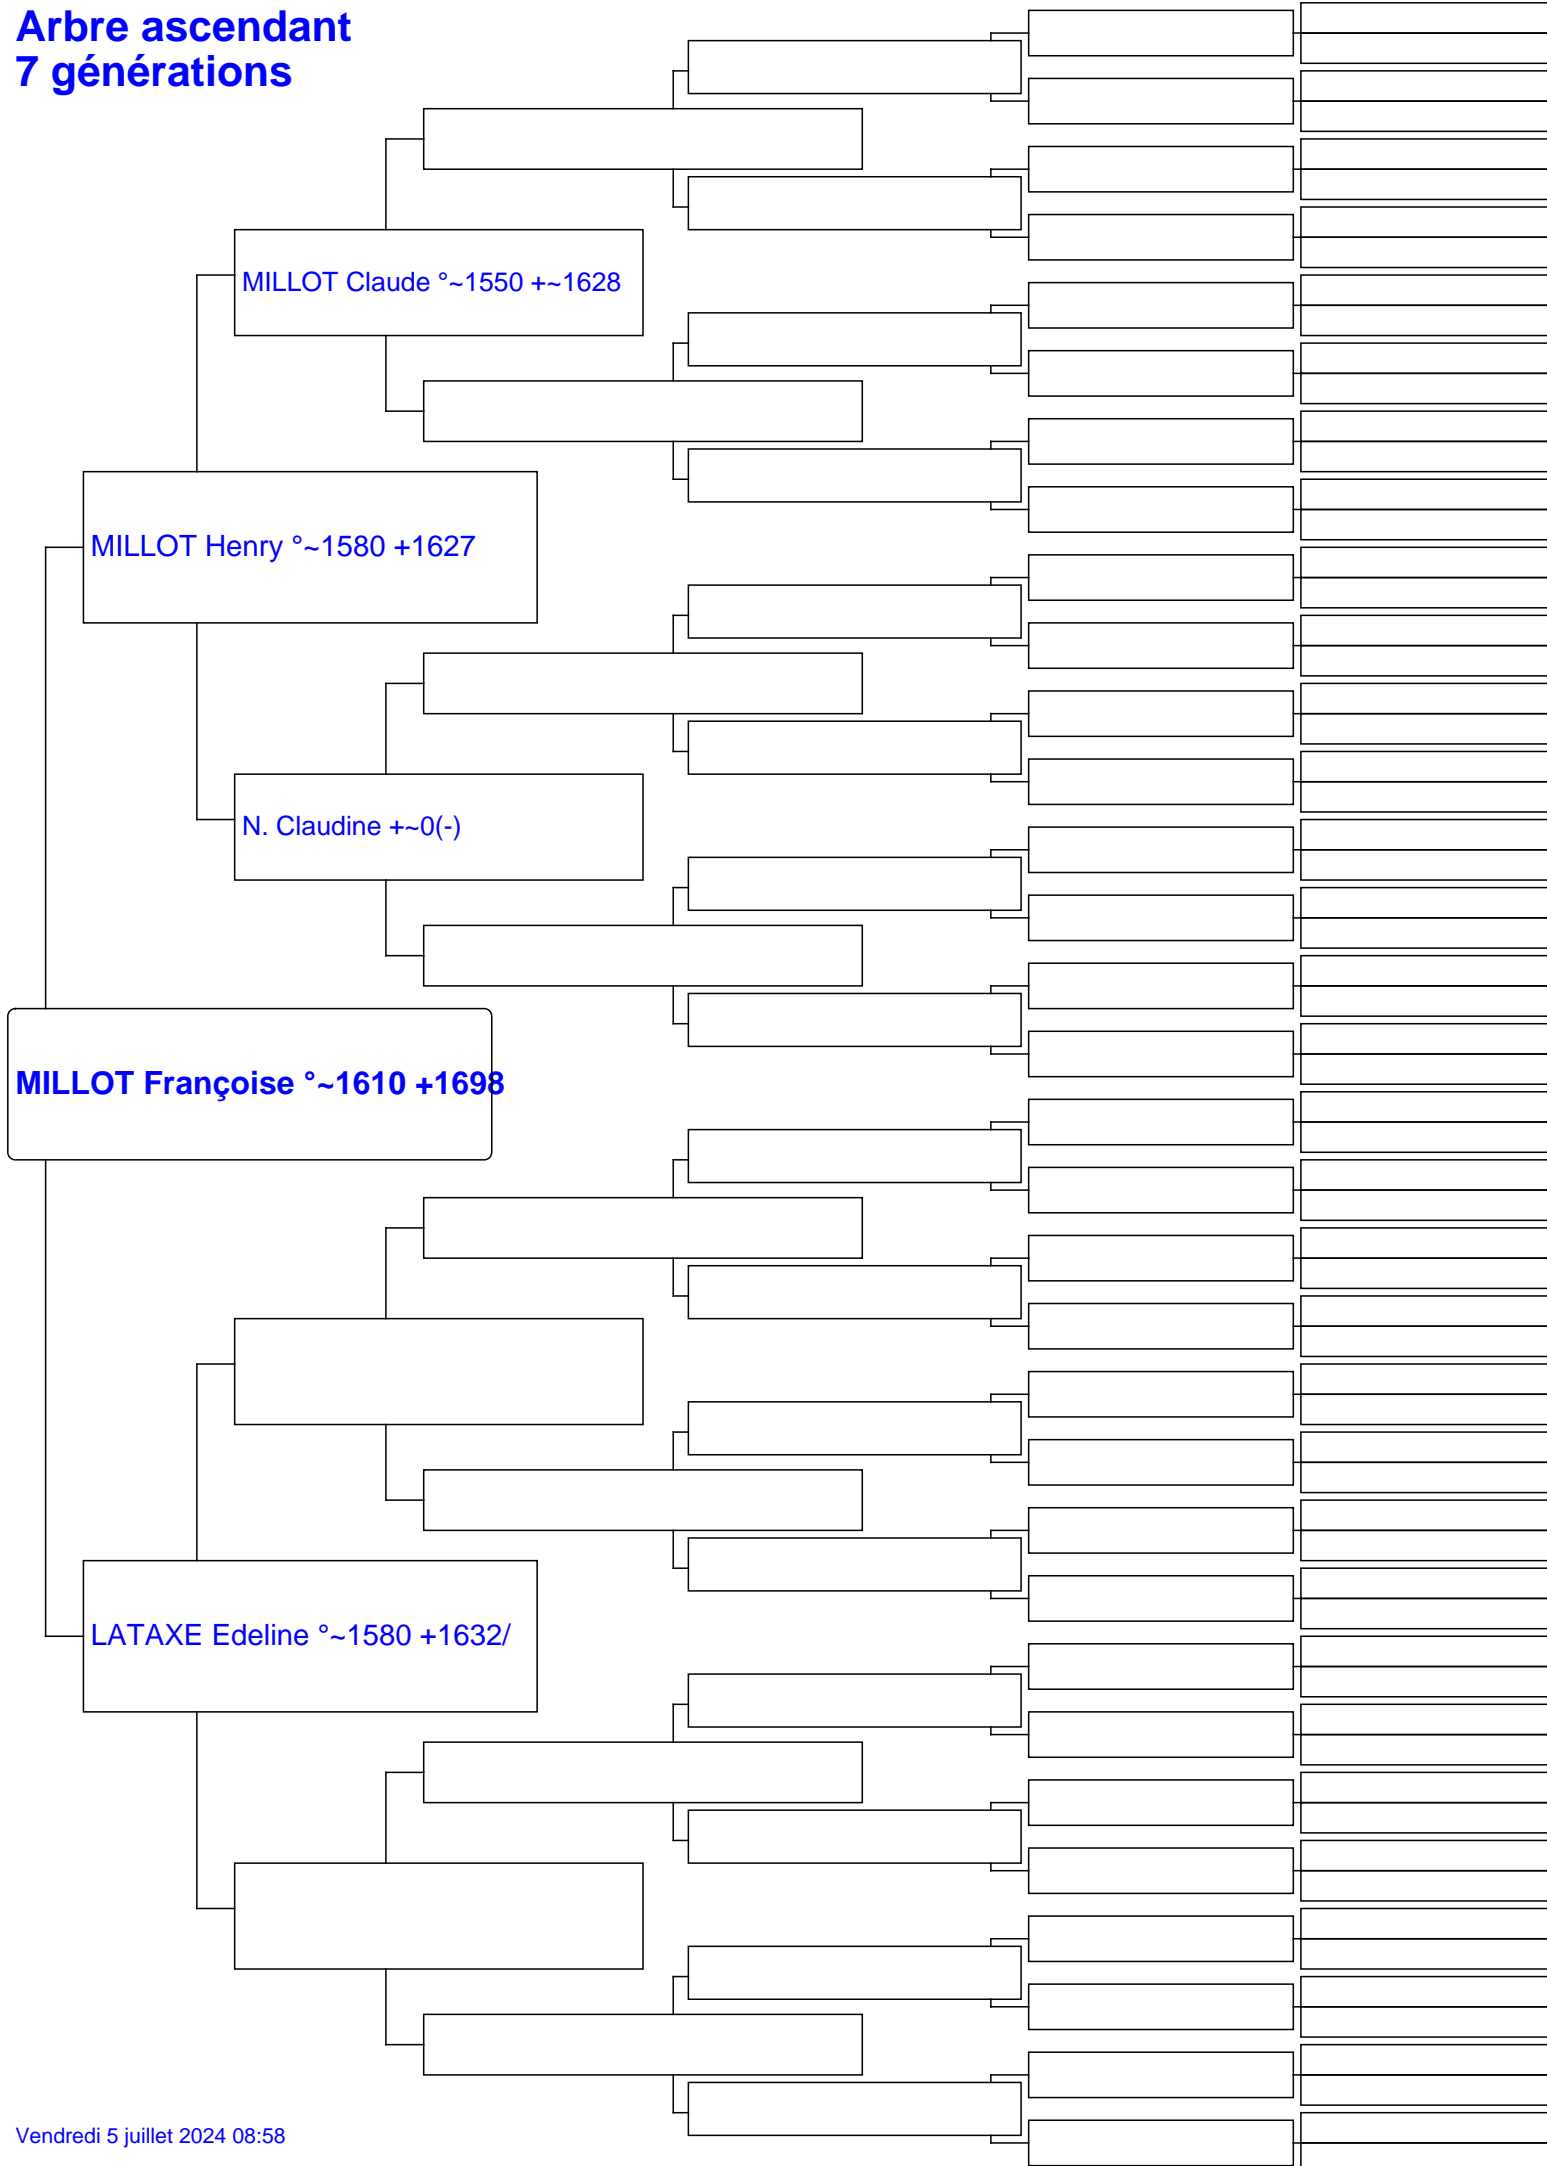 Arbre ascendant
7 générations
MILLOT Claude °~1550 +~1628
MILLOT Henry °~1580 +1627
N. Claudine +~0(-)
MILLOT Françoise °~1610 +1698
LATAXE Edeline °~1580 +1632/
Vendredi 5 juillet 2024 08:58